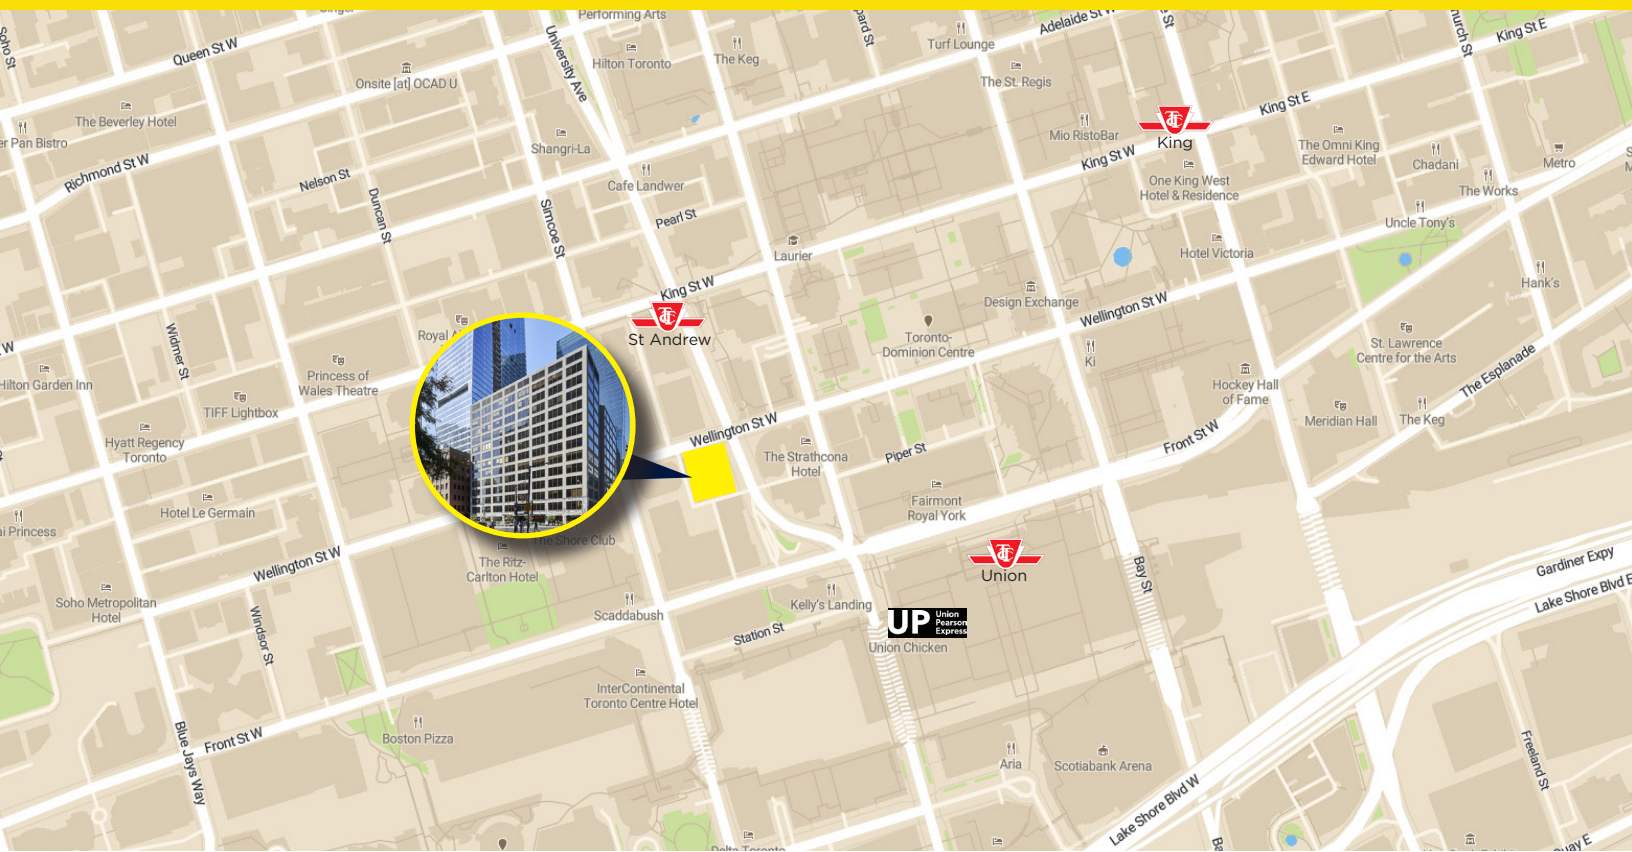 Performing Arts
Adelaide St W
King St E
Queen St W
University Ave
Turf Lounge
Hilton Toronto
The Keg
Onsite [at] OCAD U
The St. Regis
King St E
The Beverley Hotel
Mio RistoBar
King
er Pan Bistro
Shangri-La
King St W
The Omni King
Edward Hotel
Chadani
Metro
Richmond St W
Nelson St
Cafe Landwer
One King West
Hotel & Residence
The Works
Duncan St
Simcoe St
Pearl St
Uncle Tony's
Laurier
Hotel Victoria
King St W
Design Exchange
Hank's
Wellington St W
St Andrew
Toronto-
Dominion Centre
Ki
St. Lawrence
Centre for the Arts
Widmer St
Hilton Garden Inn
Princess of
Wales Theatre
Hockey Hall
of Fame
The Esplanade
TIFF Lightbox
Meridian Hall
The Keg
Hyatt Regency
Toronto
Wellington St W
The Strathcona
Hotel
Piper St
Front St W
Hotel Le Germain
Fairmont
Royal York
ai Princess
The Shore Club
The Ritz-
Carlton Hotel
Wellington St W
Union
Bay St
Gardiner Expy
Lake Shore Blvd E
Soho Metropolitan
Hotel
Windsor St
Scaddabush
Kelly's Landing
Station St
UP Union
Pearson
Express
Union Chicken
InterContinental
Toronto Centre Hotel
Blue Jays Way
Front St W
Boston Pizza
Aria
Scotiabank Arena
Freeland St
Lake Shore Blvd W